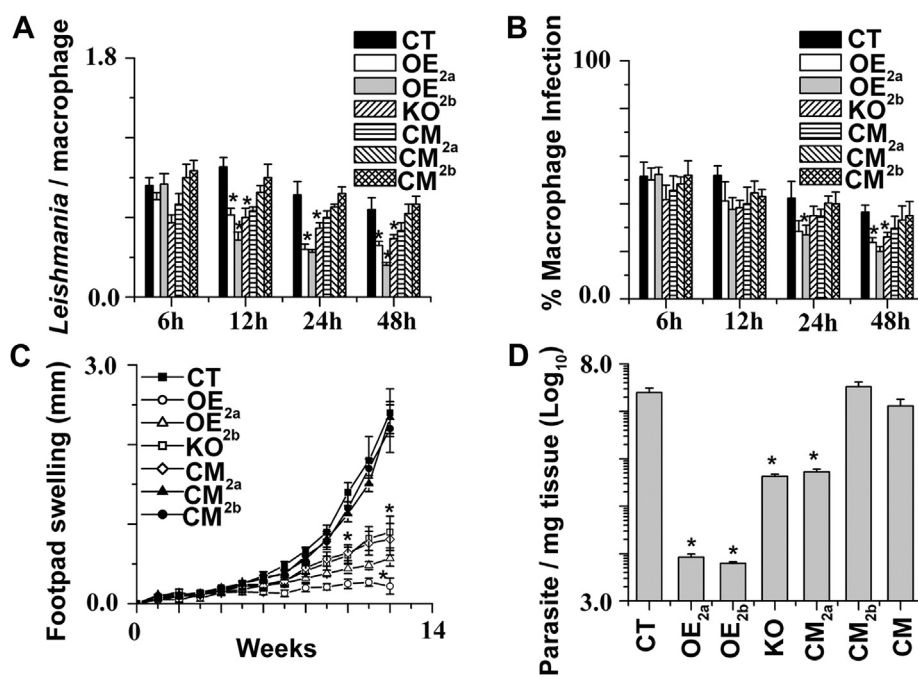 A
1.8
Leishmania / macrophage
0.0
CT
OE
OE2a
KO2b
CM
CM2a
CM2b
6h 12h 24h 48h
B
100
% Macrophage Infection
0.0
CT
OE
OE2a
KO2b
CM
CM2a
CM2b
6h 12h 24h 48h
C
3.0
Footpad swelling (mm)
0.0
CT
OE
OE2a
KO2b
CM
CM2a
CM2b
0 14
Weeks
D
8.0
Parasite / mg tissue (Log10)
3.0
CT OE2a OE2b KO CM2a CM2b CM